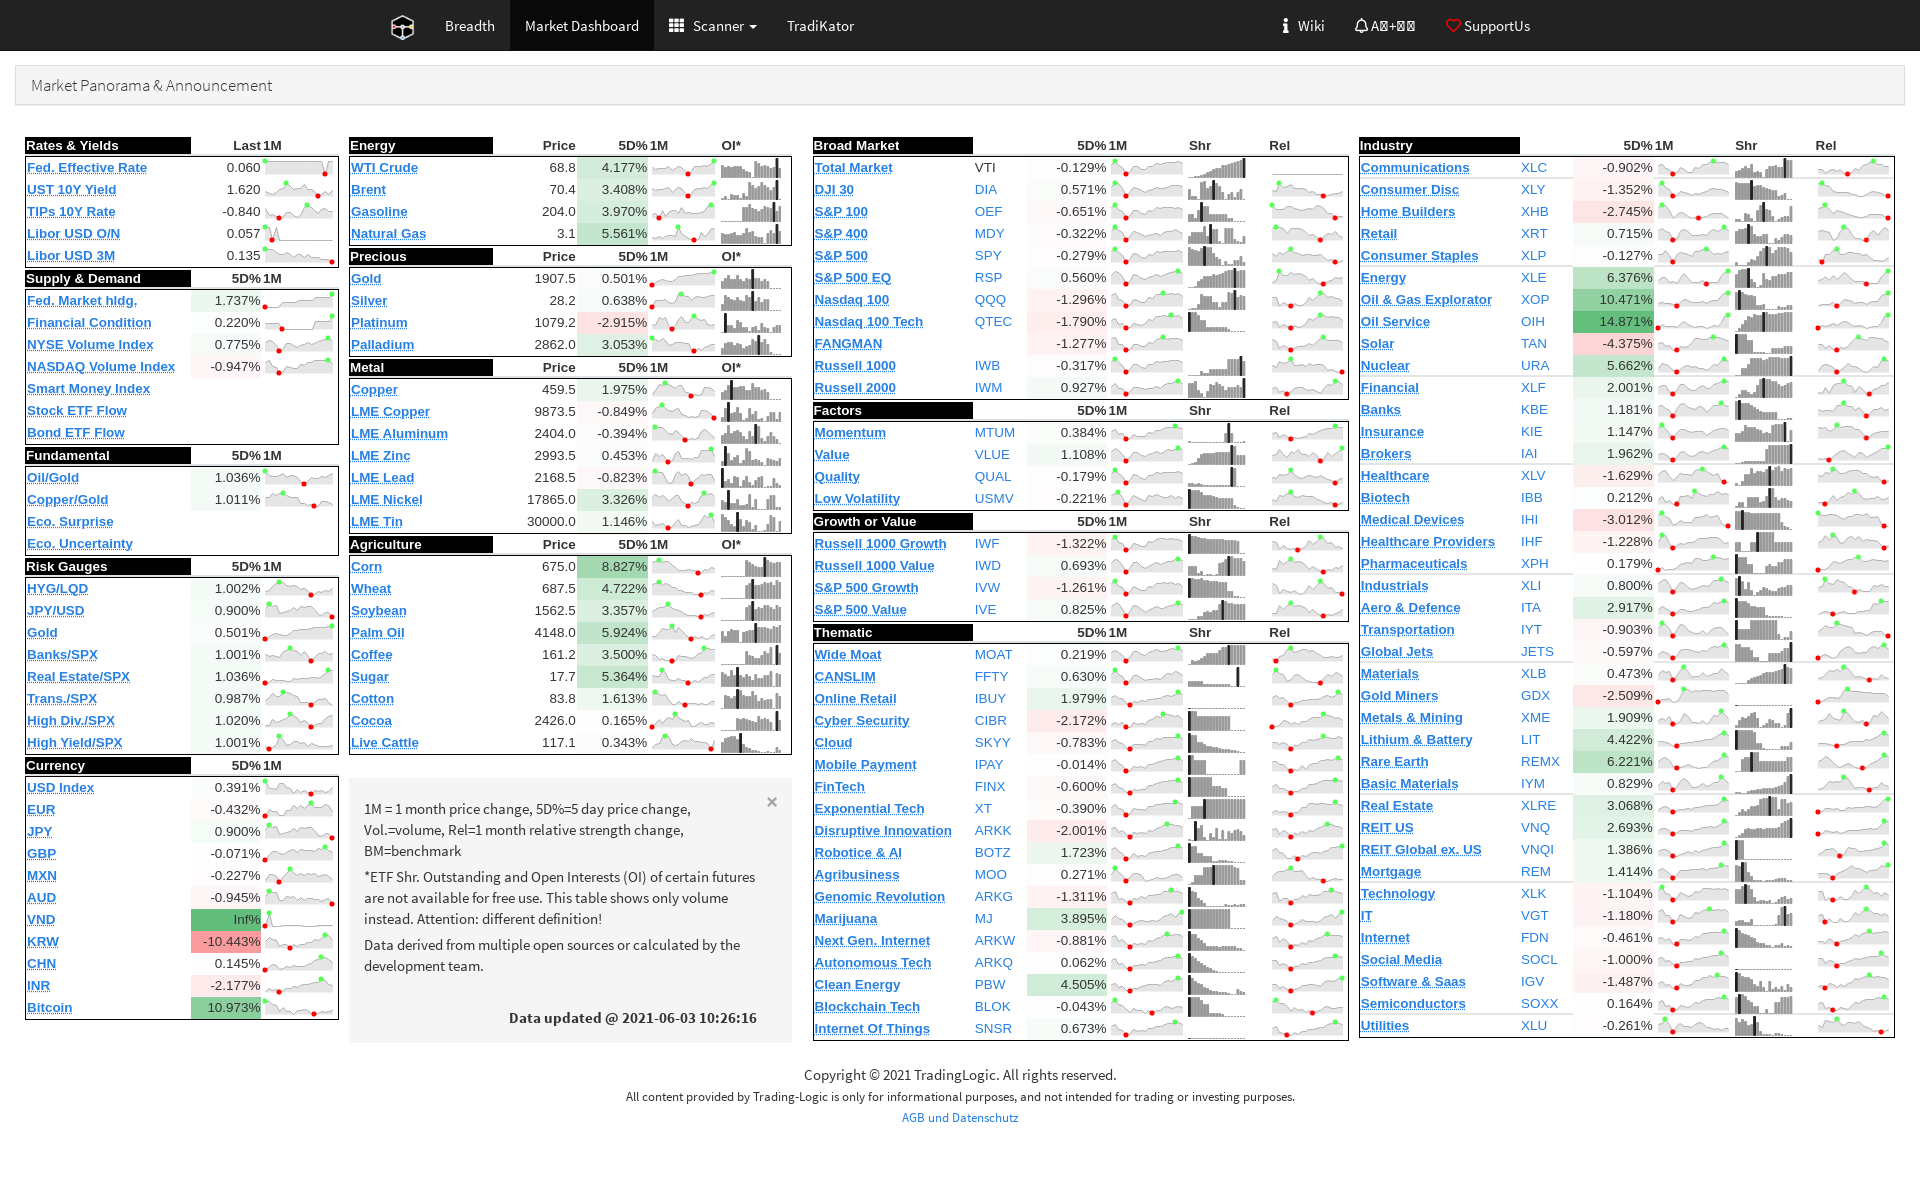 Breadth Market Dashboard Scanner TradiKator Wiki SupportUs
Market Panorama & Announcement
Rates & Yields Last 1M
Fed. Effective Rate 0.060
UST 10Y Yield 1.620
TIPs 10Y Rate -0.840
Libor USD O/N 0.057
Libor USD 3M 0.135
Supply & Demand 5D% 1M
Fed. Market hldg. 1.737%
Financial Condition 0.220%
NYSE Volume Index 0.775%
NASDAQ Volume Index -0.947%
Smart Money Index
Stock ETF Flow
Bond ETF Flow
Fundamental 5D% 1M
Oil/Gold 1.036%
Copper/Gold 1.011%
Eco. Surprise
Eco. Uncertainty
Risk Gauges 5D% 1M
HYG/LQD 1.002%
JPY/USD 0.900%
Gold 0.501%
Banks/SPX 1.001%
Real Estate/SPX 1.036%
Trans./SPX 0.987%
High Div./SPX 1.020%
High Yield/SPX 1.001%
Currency 5D% 1M
USD Index 0.391%
EUR -0.432%
JPY 0.900%
GBP -0.071%
MXN -0.227%
AUD -0.945%
VND Inf%
KRW -10.443%
CHN 0.145%
INR -2.177%
Bitcoin 10.973%
Energy Price 5D% 1M OI*
WTI Crude 68.8 4.177%
Brent 70.4 3.408%
Gasoline 204.0 3.970%
Natural Gas 3.1 5.561%
Precious Price 5D% 1M OI*
Gold 1907.5 0.501%
Silver 28.2 0.638%
Platinum 1079.2 -2.915%
Palladium 2862.0 3.053%
Metal Price 5D% 1M OI*
Copper 459.5 1.975%
LME Copper 9873.5 -0.849%
LME Aluminum 2404.0 -0.394%
LME Zinc 2993.5 0.453%
LME Lead 2168.5 -0.823%
LME Nickel 17865.0 3.326%
LME Tin 30000.0 1.146%
Agriculture Price 5D% 1M OI*
Corn 675.0 8.827%
Wheat 687.5 4.722%
Soybean 1562.5 3.357%
Palm Oil 4148.0 5.924%
Coffee 161.2 3.500%
Sugar 17.7 5.364%
Cotton 83.8 1.613%
Cocoa 2426.0 0.165%
Live Cattle 117.1 0.343%
×
1M = 1 month price change, 5D%=5 day price change,
Vol.=volume, Rel=1 month relative strength change,
BM=benchmark
*ETF Shr. Outstanding and Open Interests (OI) of certain futures
are not available for free use. This table shows only volume
instead. Attention: different definition!
Data derived from multiple open sources or calculated by the
development team.
Data updated @ 2021-06-03 10:26:16
Broad Market 5D% 1M Shr Rel
Total Market VTI -0.129%
DJI 30 DIA 0.571%
S&P 100 OEF -0.651%
S&P 400 MDY -0.322%
S&P 500 SPY -0.279%
S&P 500 EQ RSP 0.560%
Nasdaq 100 QQQ -1.296%
Nasdaq 100 Tech QTEC -1.790%
FANGMAN -1.277%
Russell 1000 IWB -0.317%
Russell 2000 IWM 0.927%
Factors 5D% 1M Shr Rel
Momentum MTUM 0.384%
Value VLUE 1.108%
Quality QUAL -0.179%
Low Volatility USMV -0.221%
Growth or Value 5D% 1M Shr Rel
Russell 1000 Growth IWF -1.322%
Russell 1000 Value IWD 0.693%
S&P 500 Growth IVW -1.261%
S&P 500 Value IVE 0.825%
Thematic 5D% 1M Shr Rel
Wide Moat MOAT 0.219%
CANSLIM FFTY 0.630%
Online Retail IBUY 1.979%
Cyber Security CIBR -2.172%
Cloud SKYY -0.783%
Mobile Payment IPAY -0.014%
FinTech FINX -0.600%
Exponential Tech XT -0.390%
Disruptive Innovation ARKK -2.001%
Robotice & AI BOTZ 1.723%
Agribusiness MOO 0.271%
Genomic Revolution ARKG -1.311%
Marijuana MJ 3.895%
Next Gen. Internet ARKW -0.881%
Autonomous Tech ARKQ 0.062%
Clean Energy PBW 4.505%
Blockchain Tech BLOK -0.043%
Internet Of Things SNSR 0.673%
Industry 5D% 1M Shr Rel
Communications XLC -0.902%
Consumer Disc XLY -1.352%
Home Builders XHB -2.745%
Retail XRT 0.715%
Consumer Staples XLP -0.127%
Energy XLE 6.376%
Oil & Gas Explorator XOP 10.471%
Oil Service OIH 14.871%
Solar TAN -4.375%
Nuclear URA 5.662%
Financial XLF 2.001%
Banks KBE 1.181%
Insurance KIE 1.147%
Brokers IAI 1.962%
Healthcare XLV -1.629%
Biotech IBB 0.212%
Medical Devices IHI -3.012%
Healthcare Providers IHF -1.228%
Pharmaceuticals XPH 0.179%
Industrials XLI 0.800%
Aero & Defence ITA 2.917%
Transportation IYT -0.903%
Global Jets JETS -0.597%
Materials XLB 0.473%
Gold Miners GDX -2.509%
Metals & Mining XME 1.909%
Lithium & Battery LIT 4.422%
Rare Earth REMX 6.221%
Basic Materials IYM 0.829%
Real Estate XLRE 3.068%
REIT US VNQ 2.693%
REIT Global ex. US VNQI 1.386%
Mortgage REM 1.414%
Technology XLK -1.104%
IT VGT -1.180%
Internet FDN -0.461%
Social Media SOCL -1.000%
Software & Saas IGV -1.487%
Semiconductors SOXX 0.164%
Utilities XLU -0.261%
Copyright © 2021 TradingLogic. All rights reserved.
All content provided by Trading-Logic is only for informational purposes, and not intended for trading or investing purposes.
AGB und Datenschutz